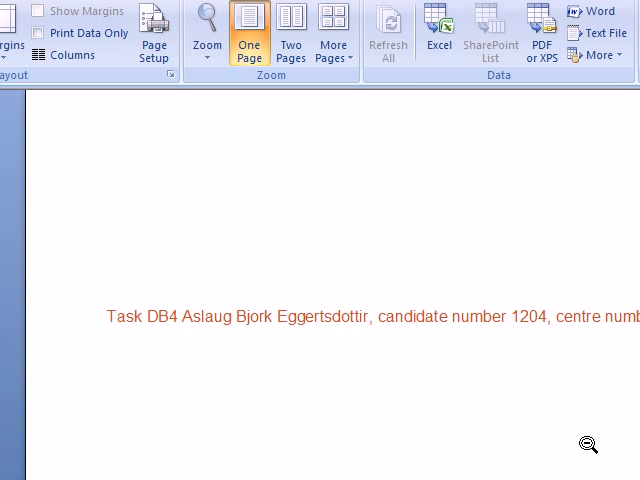 Show Margins
Print Data Only
Columns
Page
Setup
Zoom
One
Page
Two
Pages
More
Pages
Refresh
All
Excel
SharePoint
List
PDF
or XPS
Word
Text File
More
Zoom
Data
Task DB4 Aslaug Bjork Eggertsdottir, candidate number 1204, centre